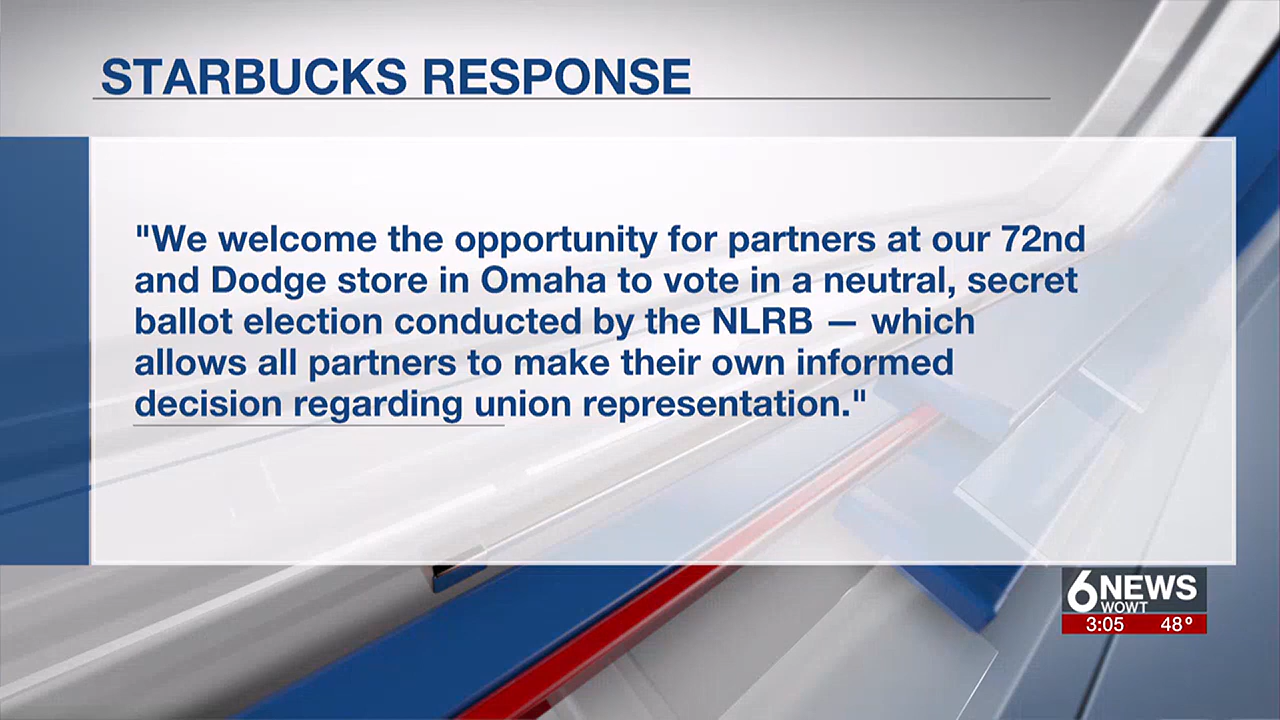 STARBUCKS RESPONSE
"We welcome the opportunity for partners at our 72nd
and Dodge store in Omaha to vote in a neutral, secret
ballot election conducted by the NLRB — which
allows all partners to make their own informed
decision regarding union representation."
6 NEWS
WOWT
3:05 48°